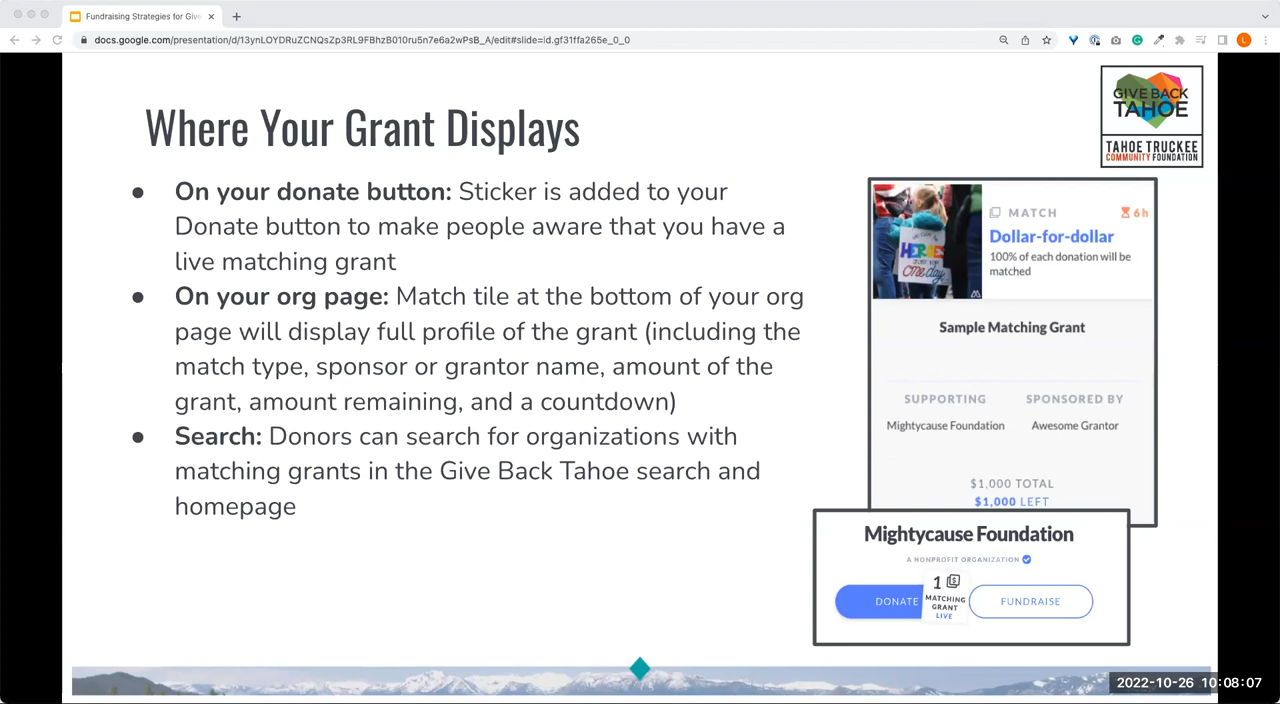 Fundraising Strategies for Give
docs.google.com/presentation/d/13ynLOYDRuZCNQsZp3RL9FBhzB010ru5n7e6a2wPsB_A/edit#slide=id.gf31ffa265e_0_0
L
GIVE BACK
TAHOE
TAHOE TRUCKEE
COMMUNITY FOUNDATION
Where Your Grant Displays
● On your donate button: Sticker is added to your
Donate button to make people aware that you have a
live matching grant
● On your org page: Match tile at the bottom of your org
page will display full profile of the grant (including the
match type, sponsor or grantor name, amount of the
grant, amount remaining, and a countdown)
● Search: Donors can search for organizations with
matching grants in the Give Back Tahoe search and
homepage
HEROES
JUST FOR
ONE day
MATCH 6h
Dollar-for-dollar
100% of each donation will be
matched
Sample Matching Grant
SUPPORTING SPONSORED BY
Mightycause Foundation Awesome Grantor
$1,000 TOTAL
$1,000 LEFT
Mightycause Foundation
A NONPROFIT ORGANIZATION
DONATE
1
MATCHING
GRANT
LIVE
FUNDRAISE
2022-10-26 10:08:07